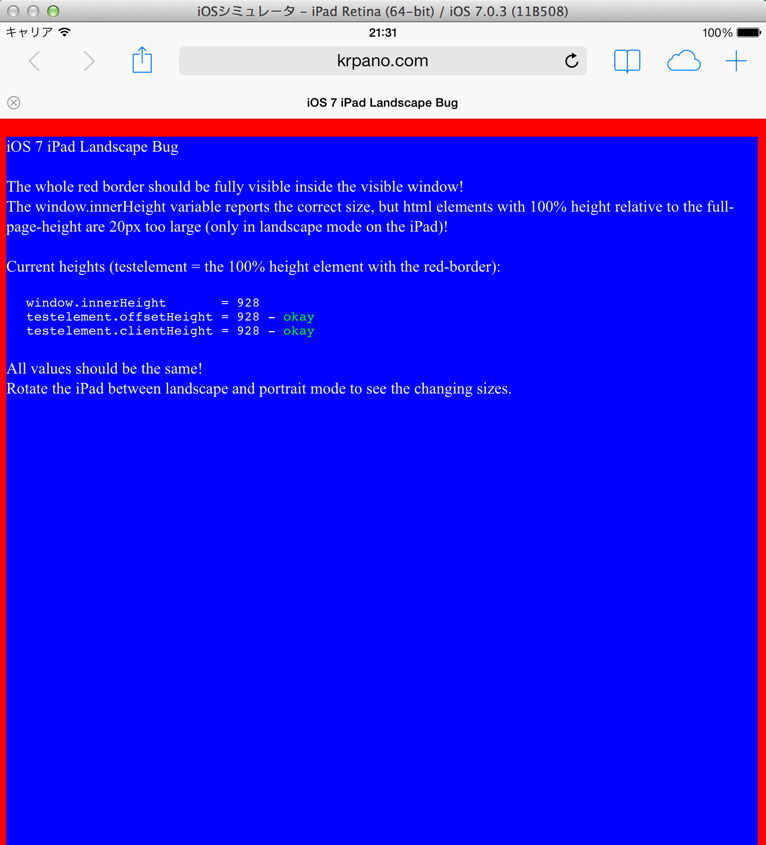 iOSシミュレータ – iPad Retina (64-bit) / iOS 7.0.3 (11B508)
キャリア 21:31 100%
krpano.com
iOS 7 iPad Landscape Bug
iOS 7 iPad Landscape Bug
The whole red border should be fully visible inside the visible window!
The window.innerHeight variable reports the correct size, but html elements with 100% height relative to the full-
page-height are 20px too large (only in landscape mode on the iPad)!
Current heights (testelement = the 100% height element with the red-border):
window.innerHeight = 928
testelement.offsetHeight = 928 - okay
testelement.clientHeight = 928 - okay
All values should be the same!
Rotate the iPad between landscape and portrait mode to see the changing sizes.